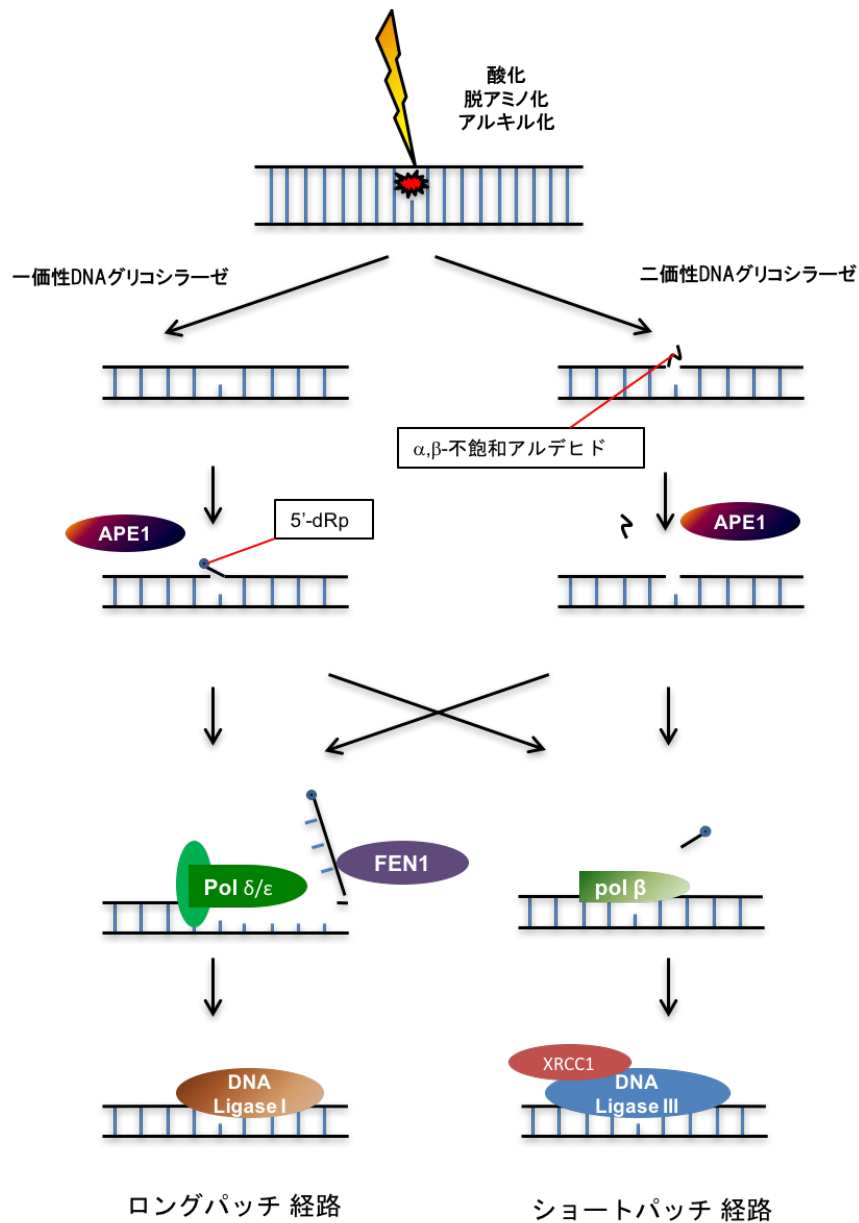 酸化
脱アミノ化
アルキル化
一価性DNAグリコシラーゼ
二価性DNAグリコシラーゼ
α,β-不飽和アルデヒド
APE1
5’-dRp
APE1
Pol δ/ε
FEN1
pol β
DNA
Ligase I
XRCC1
DNA
Ligase III
ロングパッチ 経路
ショートパッチ 経路